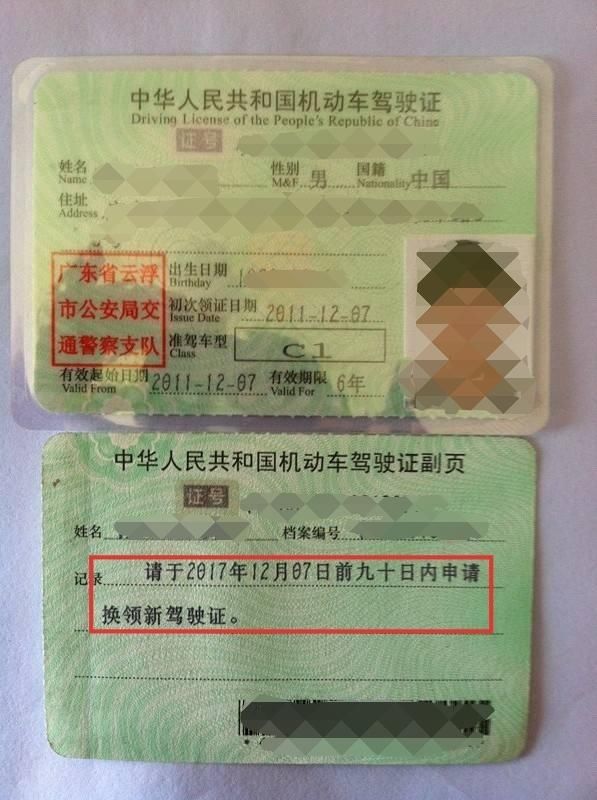 中华人民共和国机动车驾驶证
Driving License of the People's Republic of China
证号
姓名
Name
性别 男 国籍 中国
M&F Nationality
住址
Address
广东省云浮
市公安局交
通警察支队
出生日期
Birthday
初次领证日期 2011-12-07
Issue Date
准驾车型 C1
Class
有效起始日期 2011-12-07 有效期限 6年
Valid From Valid For
中华人民共和国机动车驾驶证副页
证号
姓名 档案编号
记录 请于2017年12月07日前九十日内申请
换领新驾驶证。